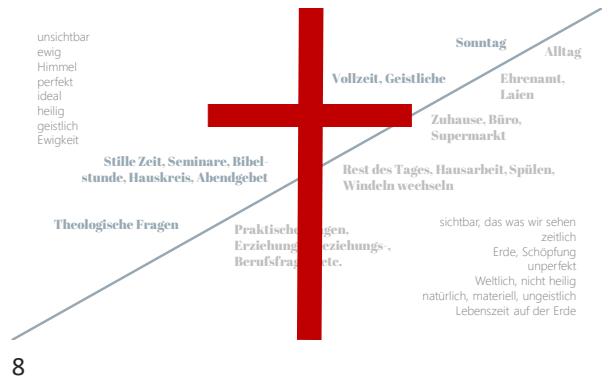 unsichtbar
ewig
Himmel
perfekt
ideal
heilig
geistlich
Ewigkeit
Sonntag
Alltag
Vollzeit, Geistliche
Ehrenamt,
Laien
Zuhause, Büro,
Supermarkt
Stille Zeit, Seminare, Bibel-
stunde, Hauskreis, Abendgebet
Rest des Tages, Hausarbeit, Spülen,
Windeln wechseln
Theologische Fragen
etc.
sichtbar, das was wir sehen
zeitlich
Erde, Schöpfung
unperfekt
Weltlich, nicht heilig
natürlich, materiell, ungeistlich
Lebenszeit auf der Erde
8